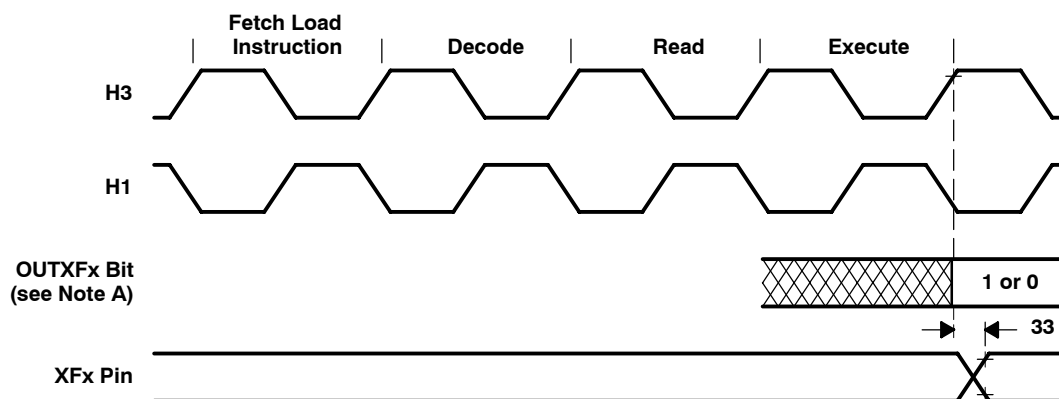 Fetch Load
Instruction
Decode
Read
Execute
H3
H1
OUTXFx Bit
(see Note A)
1 or 0
33
XFx Pin